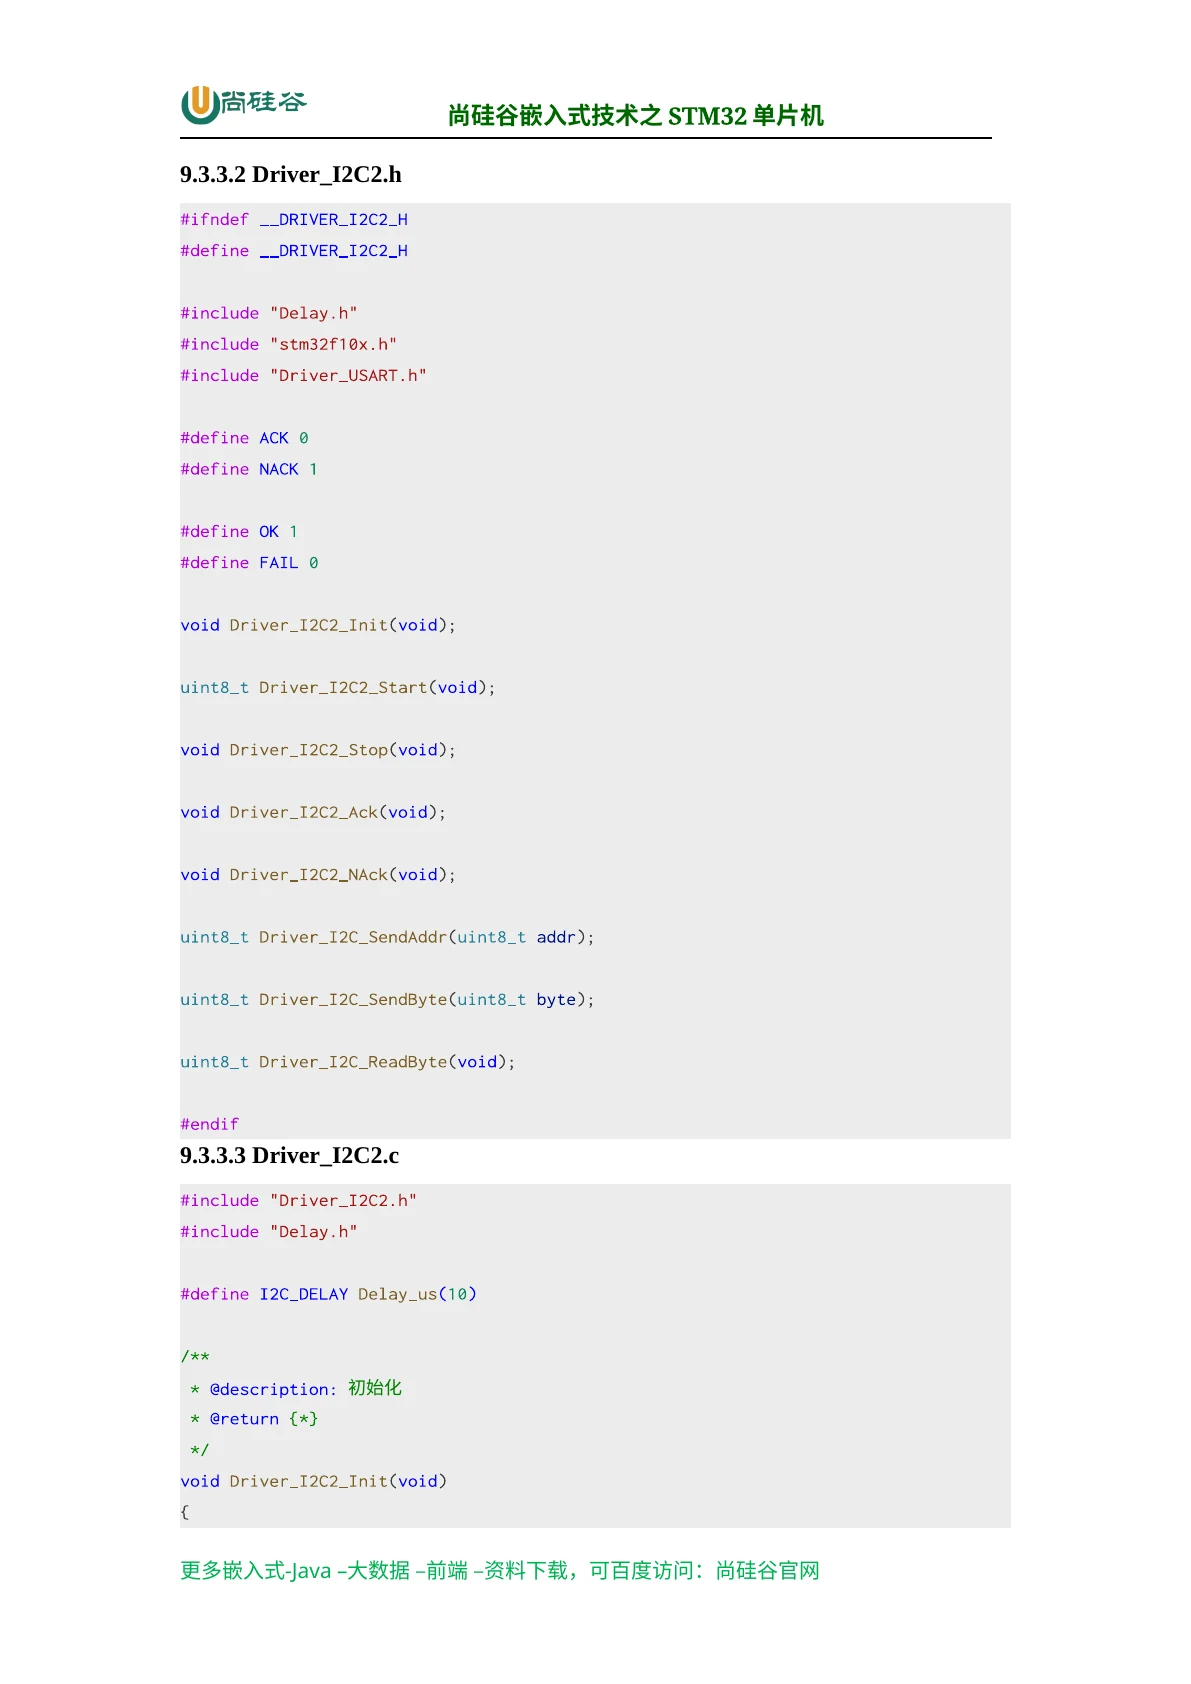 尚硅谷
尚硅谷嵌入式技术之 STM32 单片机
9.3.3.2 Driver_I2C2.h
#ifndef __DRIVER_I2C2_H
#define __DRIVER_I2C2_H
#include "Delay.h"
#include "stm32f10x.h"
#include "Driver_USART.h"
#define ACK 0
#define NACK 1
#define OK 1
#define FAIL 0
void Driver_I2C2_Init(void);
uint8_t Driver_I2C2_Start(void);
void Driver_I2C2_Stop(void);
void Driver_I2C2_Ack(void);
void Driver_I2C2_NAck(void);
uint8_t Driver_I2C_SendAddr(uint8_t addr);
uint8_t Driver_I2C_SendByte(uint8_t byte);
uint8_t Driver_I2C_ReadByte(void);
#endif
9.3.3.3 Driver_I2C2.c
#include "Driver_I2C2.h"
#include "Delay.h"
#define I2C_DELAY Delay_us(10)
/**
 * @description: 初始化
 * @return {*}
 */
void Driver_I2C2_Init(void)
{
更多嵌入式-Java –大数据 –前端 –资料下载，可百度访问：尚硅谷官网